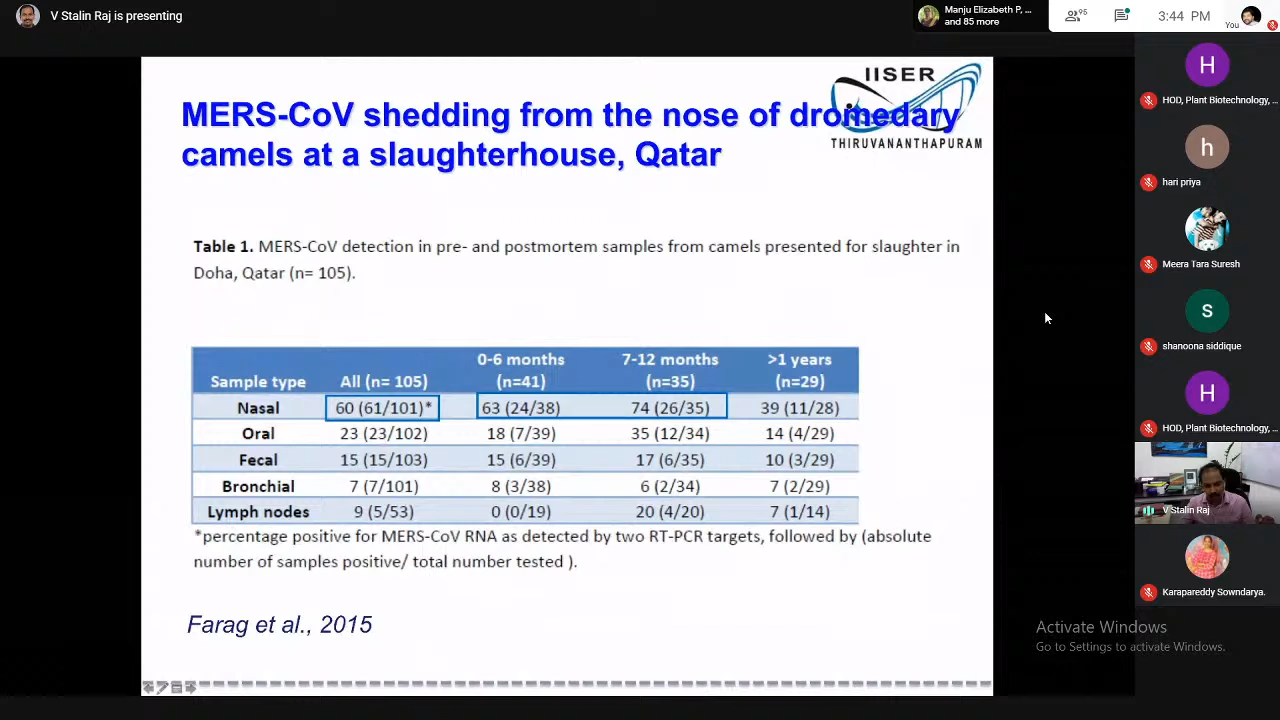 V Stalin Raj is presenting
Manju Elizabeth P, ...
and 85 more
95
3:44 PM
You
IISER
THIRUVANANTHAPURAM
MERS-CoV shedding from the nose of dromedary
camels at a slaughterhouse, Qatar
Table 1. MERS-CoV detection in pre- and postmortem samples from camels presented for slaughter in
Doha, Qatar (n= 105).
Sample type All (n= 105) 0-6 months (n=41) 7-12 months (n=35) >1 years (n=29)
Nasal 60 (61/101)* 63 (24/38) 74 (26/35) 39 (11/28)
Oral 23 (23/102) 18 (7/39) 35 (12/34) 14 (4/29)
Fecal 15 (15/103) 15 (6/39) 17 (6/35) 10 (3/29)
Bronchial 7 (7/101) 8 (3/38) 6 (2/34) 7 (2/29)
Lymph nodes 9 (5/53) 0 (0/19) 20 (4/20) 7 (1/14)
*percentage positive for MERS-CoV RNA as detected by two RT-PCR targets, followed by (absolute
number of samples positive/ total number tested ).
Farag et al., 2015
H
HOD, Plant Biotechnology, ...
h
hari priya
Meera Tara Suresh
s
shanoona siddique
H
HOD, Plant Biotechnology, ...
V Stalin Raj
Karapareddy Sowndarya.
Activate Windows
Go to Settings to activate Windows.